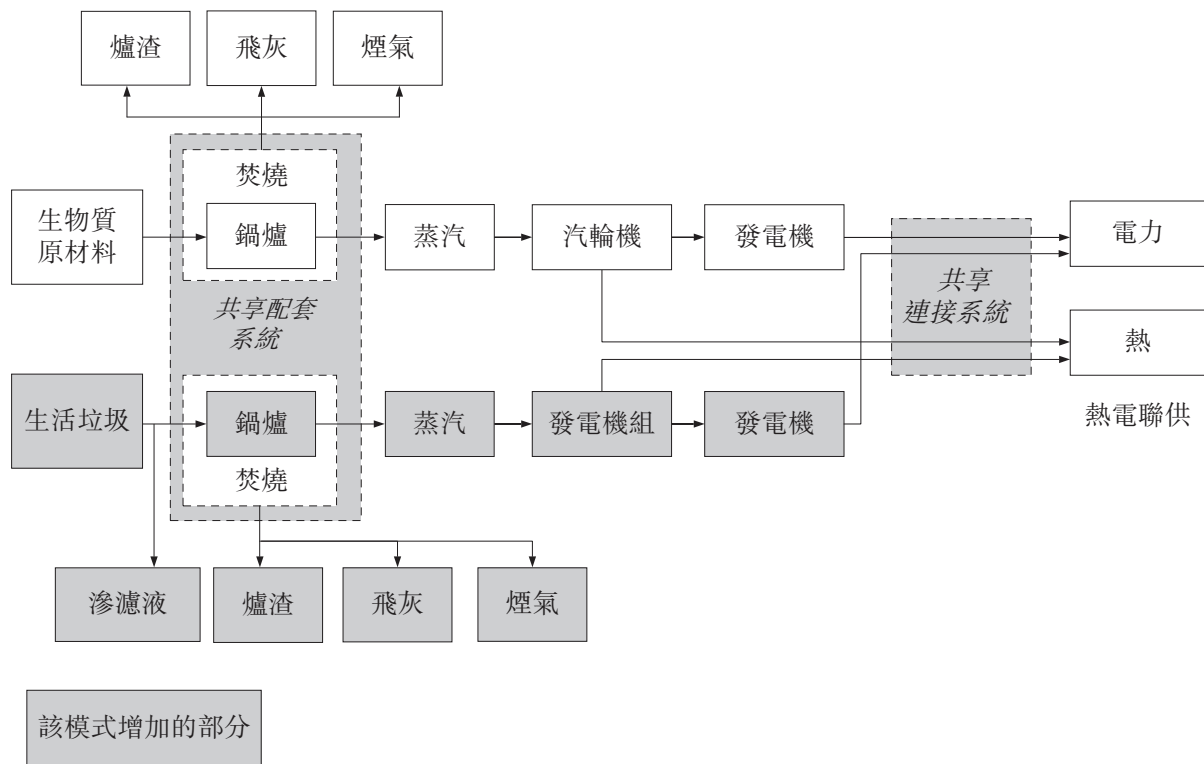 爐渣
飛灰
煙氣
焚燒
生物質
原材料
鍋爐
蒸汽
汽輪機
發電機
電力
共享配套
系統
共享
連接系統
熱
生活垃圾
鍋爐
蒸汽
發電機組
發電機
熱電聯供
焚燒
滲濾液
爐渣
飛灰
煙氣
該模式增加的部分